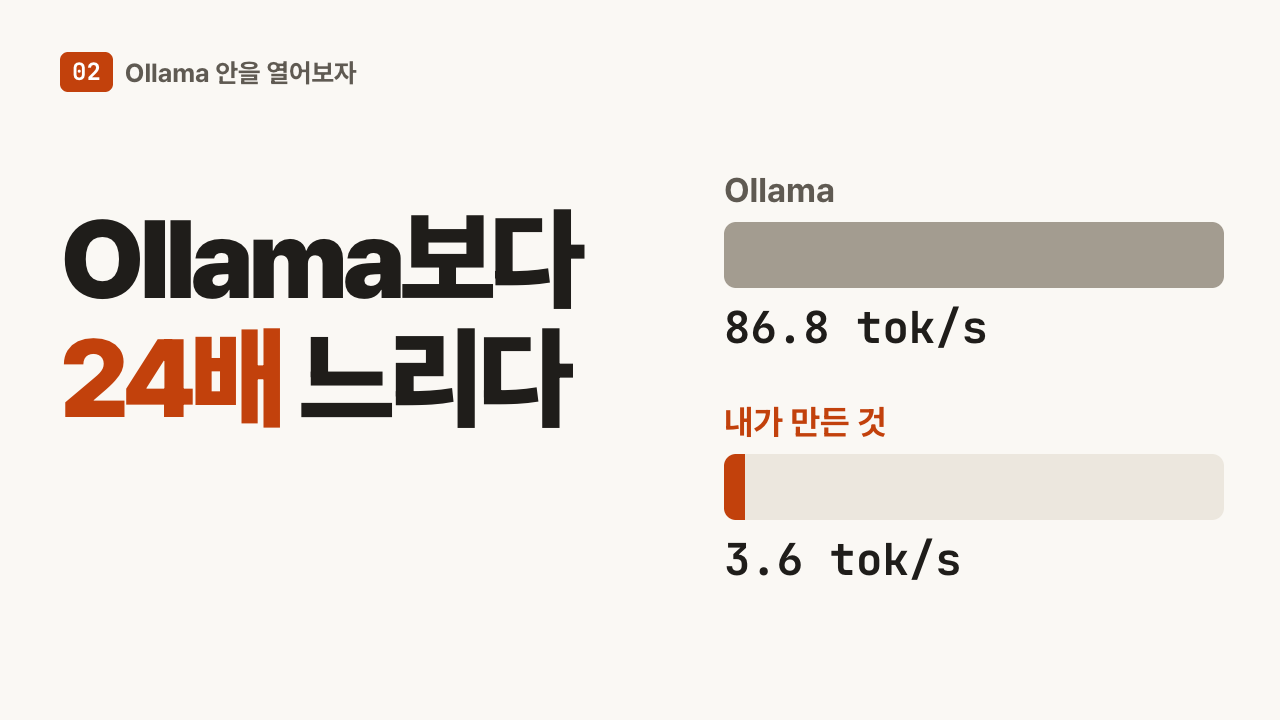 02 Ollama 안을 열어보자
Ollama보다
24배 느리다
Ollama
86.8 tok/s
내가 만든 것
3.6 tok/s